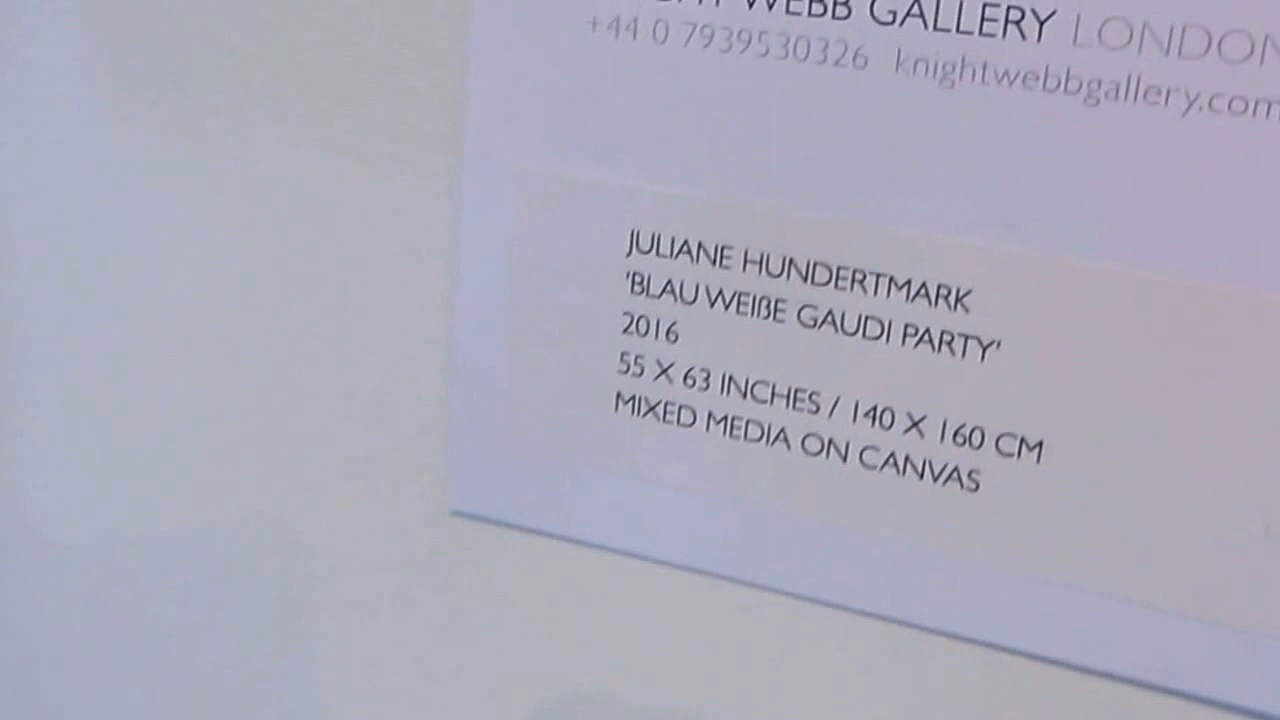 WEBB GALLERY LONDON
+44 0 7939530326 knightwebbgallery.com
JULIANE HUNDERTMARK
'BLAU WEIßE GAUDI PARTY'
2016
55 X 63 INCHES / 140 X 160 CM
MIXED MEDIA ON CANVAS